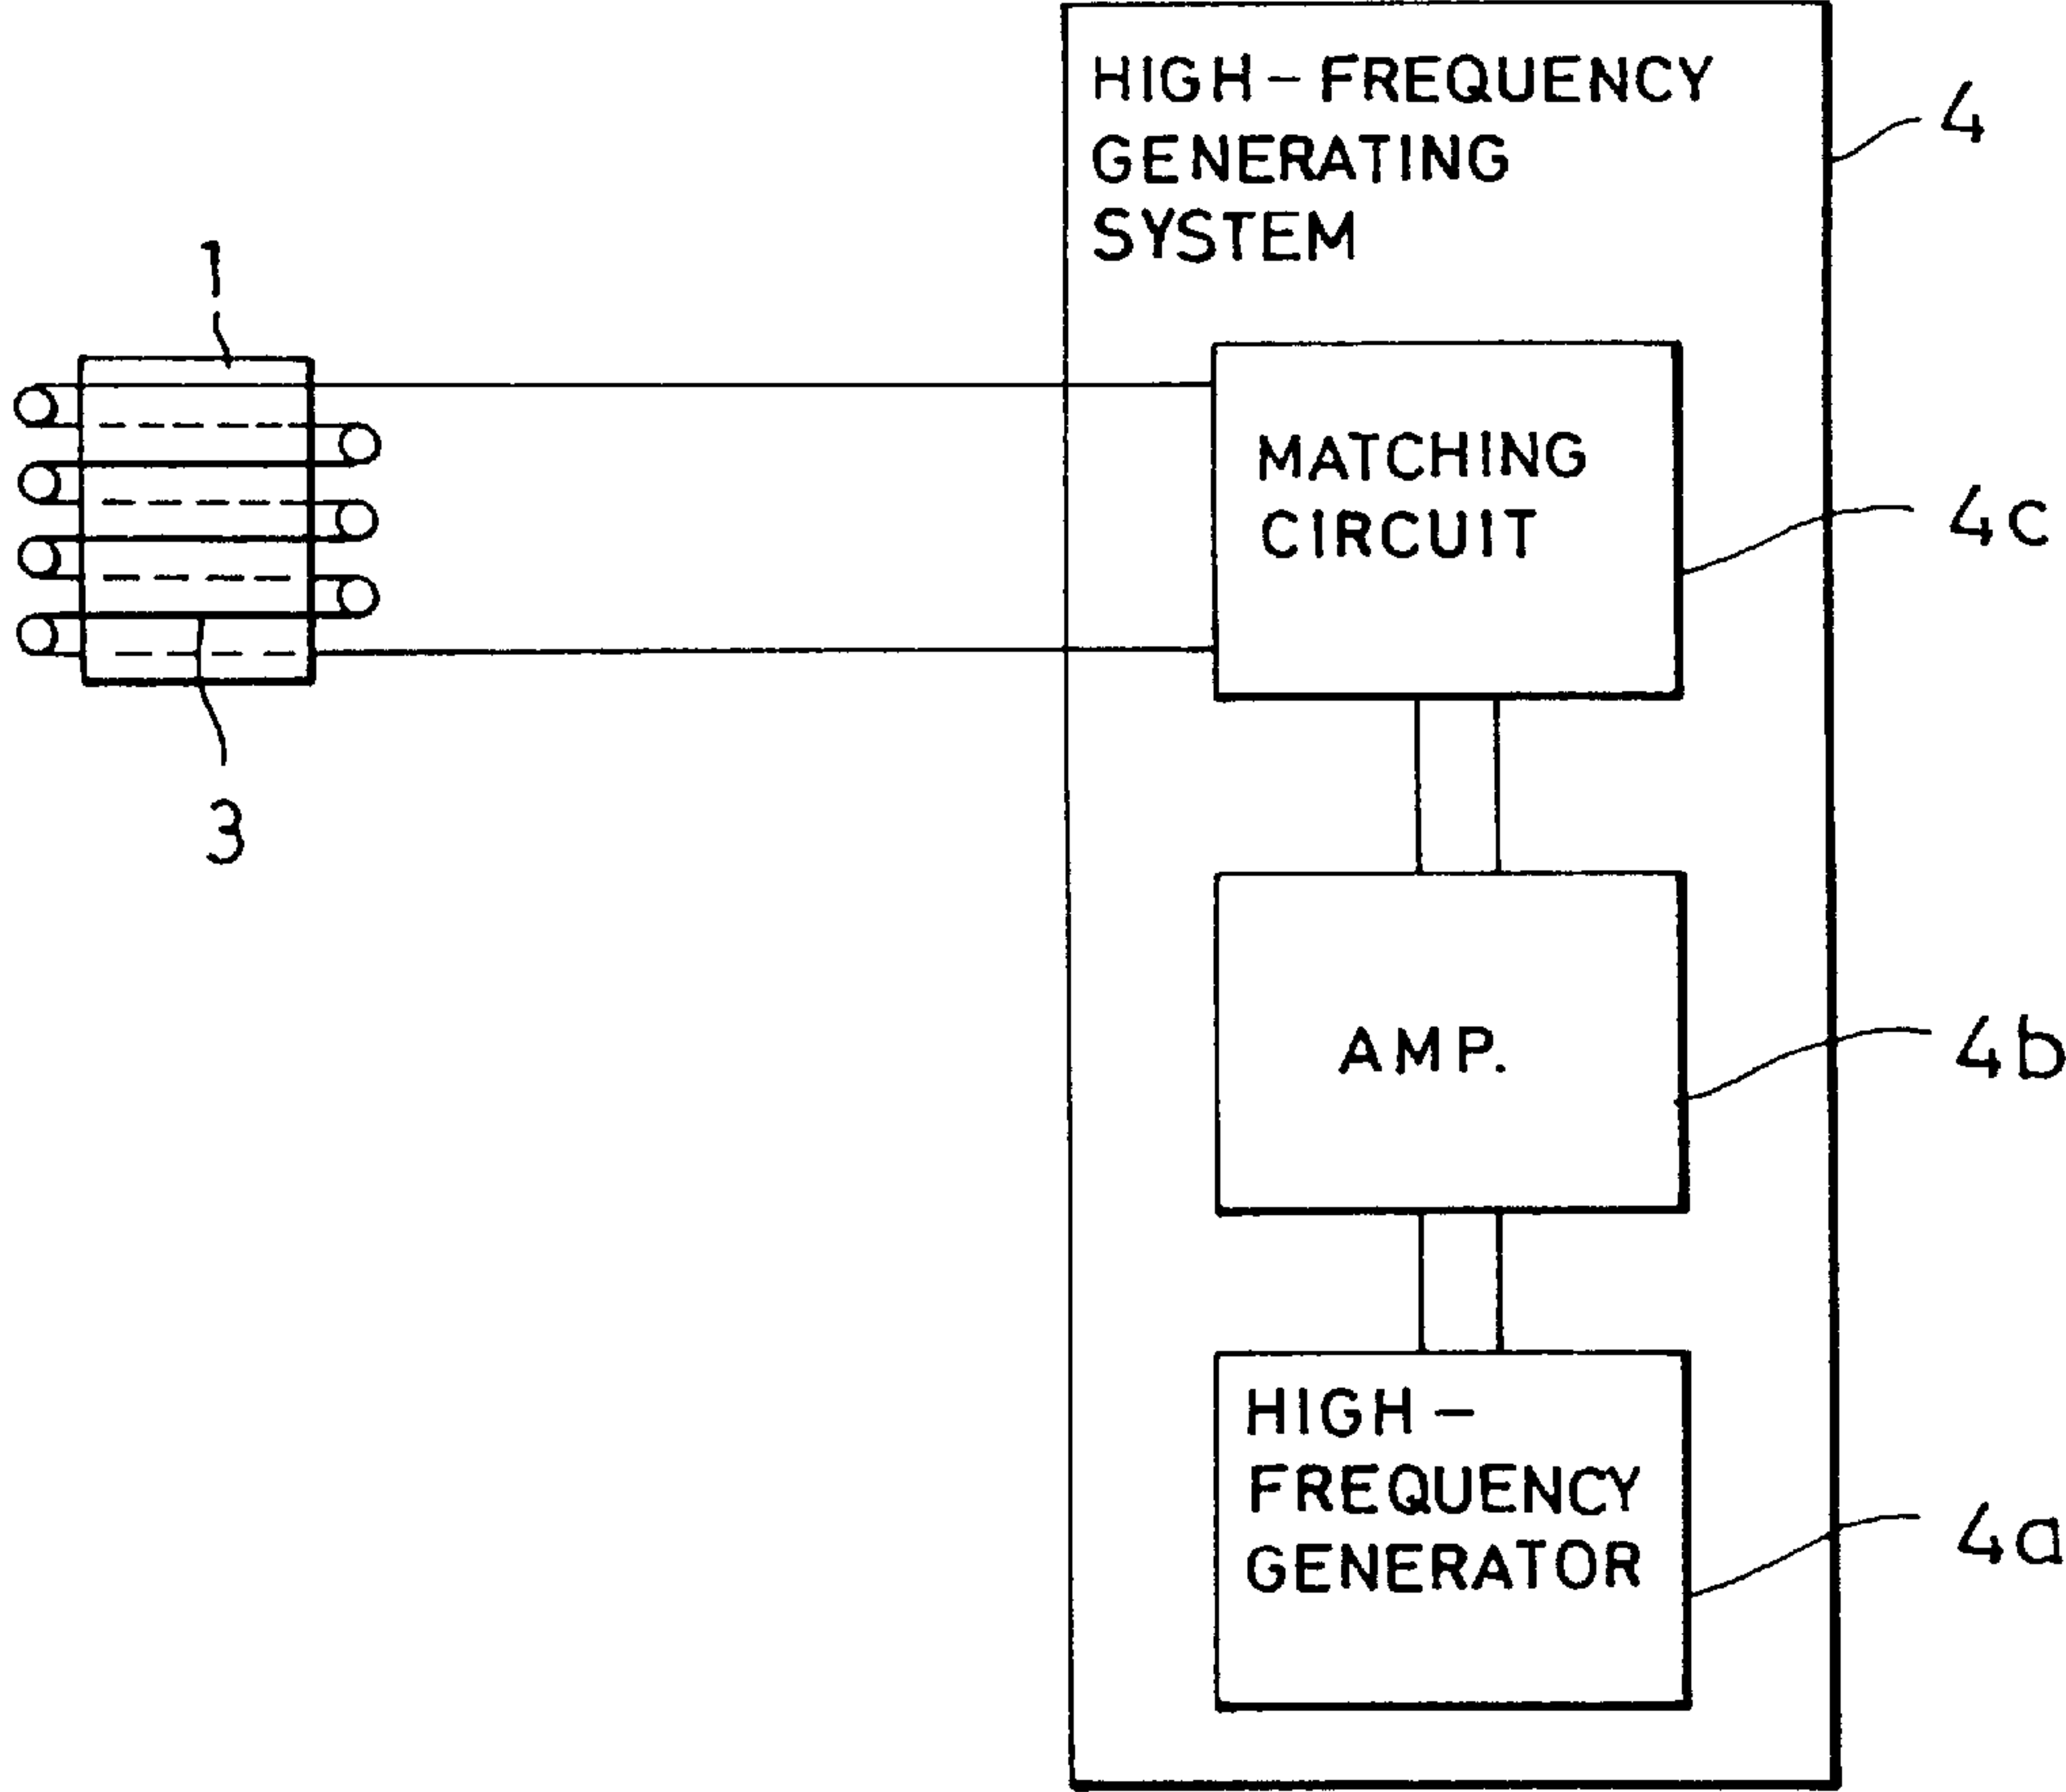 HIGH-FREQUENCY
GENERATING
SYSTEM
4
1
MATCHING
CIRCUIT
4c
3
AMP.
4b
HIGH-
FREQUENCY
GENERATOR
4a